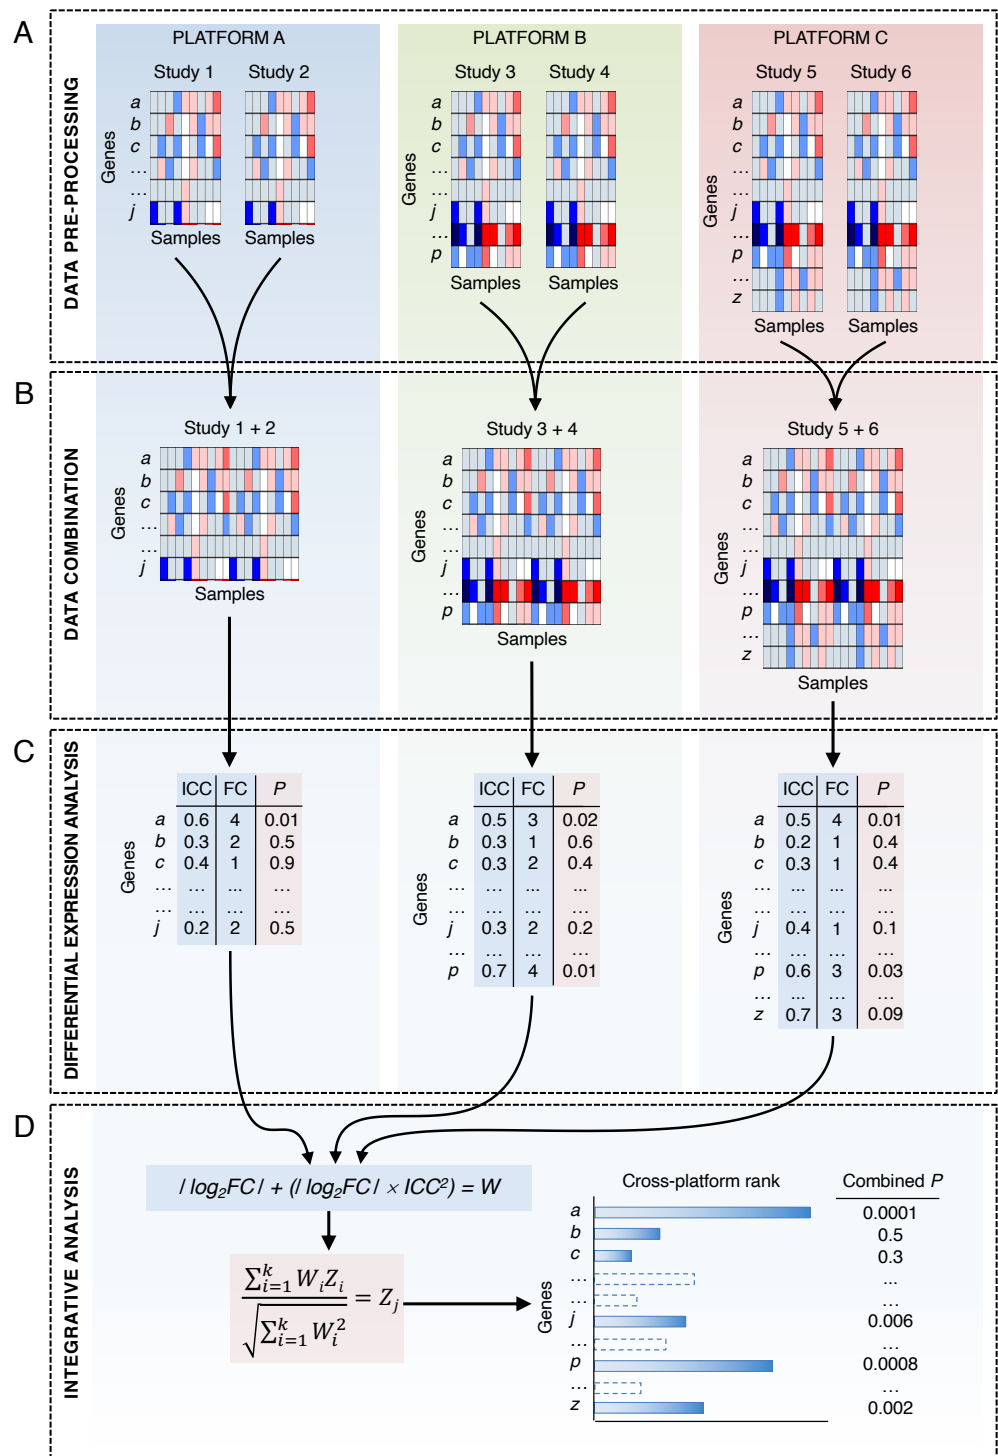 A
DATA PRE-PROCESSING
PLATFORM A
PLATFORM B
PLATFORM C
Study 1
Study 2
Study 3
Study 4
Study 5
Study 6
Genes
a
b
c
...
...
j
Samples
Samples
Genes
a
b
c
...
...
j
...
p
Samples
Samples
Genes
a
b
c
...
...
j
...
p
...
z
Samples
Samples
B
DATA COMBINATION
Study 1 + 2
Genes
a
b
c
...
...
j
Samples
Study 3 + 4
Genes
a
b
c
...
...
j
...
p
Samples
Study 5 + 6
Genes
a
b
c
...
...
j
...
p
...
z
Samples
C
DIFFERENTIAL EXPRESSION ANALYSIS
Genes
ICC FC P
a 0.6 4 0.01
b 0.3 2 0.5
c 0.4 1 0.9
... ... ... ...
... ... ... ...
j 0.2 2 0.5
Genes
ICC FC P
a 0.5 3 0.02
b 0.3 1 0.6
c 0.3 2 0.4
... ... ... ...
... ... ... ...
j 0.3 2 0.2
... ... ... ...
p 0.7 4 0.01
Genes
ICC FC P
a 0.5 4 0.01
b 0.2 1 0.4
c 0.3 1 0.4
... ... ... ...
... ... ... ...
j 0.4 1 0.1
... ... ... ...
p 0.6 3 0.03
... ... ... ...
z 0.7 3 0.09
D
INTEGRATIVE ANALYSIS
| log₂FC | + (| log₂FC | × ICC²) = W
∑ᵢ₌₁ᵏ WᵢZᵢ / √∑ᵢ₌₁ᵏ Wᵢ² = Zⱼ
Cross-platform rank
Combined P
Genes
a 0.0001
b 0.5
c 0.3
... ...
... ...
j 0.006
... ...
p 0.0008
... ...
z 0.002